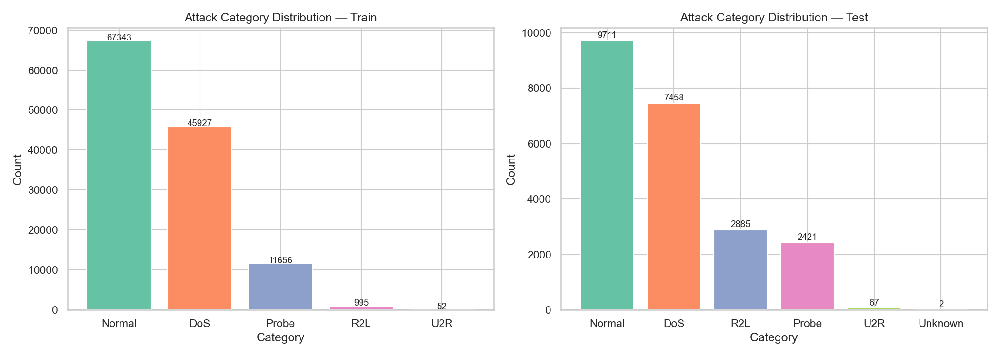 Attack Category Distribution — Train
70000
60000
50000
40000
30000
20000
10000
0
Count
67343
45927
11656
995
52
Normal
DoS
Probe
R2L
U2R
Category
Attack Category Distribution — Test
10000
8000
6000
4000
2000
0
Count
9711
7458
2885
2421
67
2
Normal
DoS
R2L
Probe
U2R
Unknown
Category